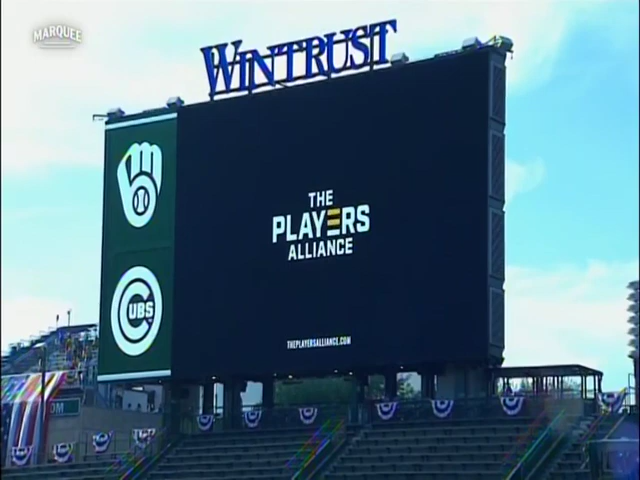 MARQUEE
WINTRUST
THE
PLAYERS
ALLIANCE
CUBS
THEPLAYERSALLIANCE.COM